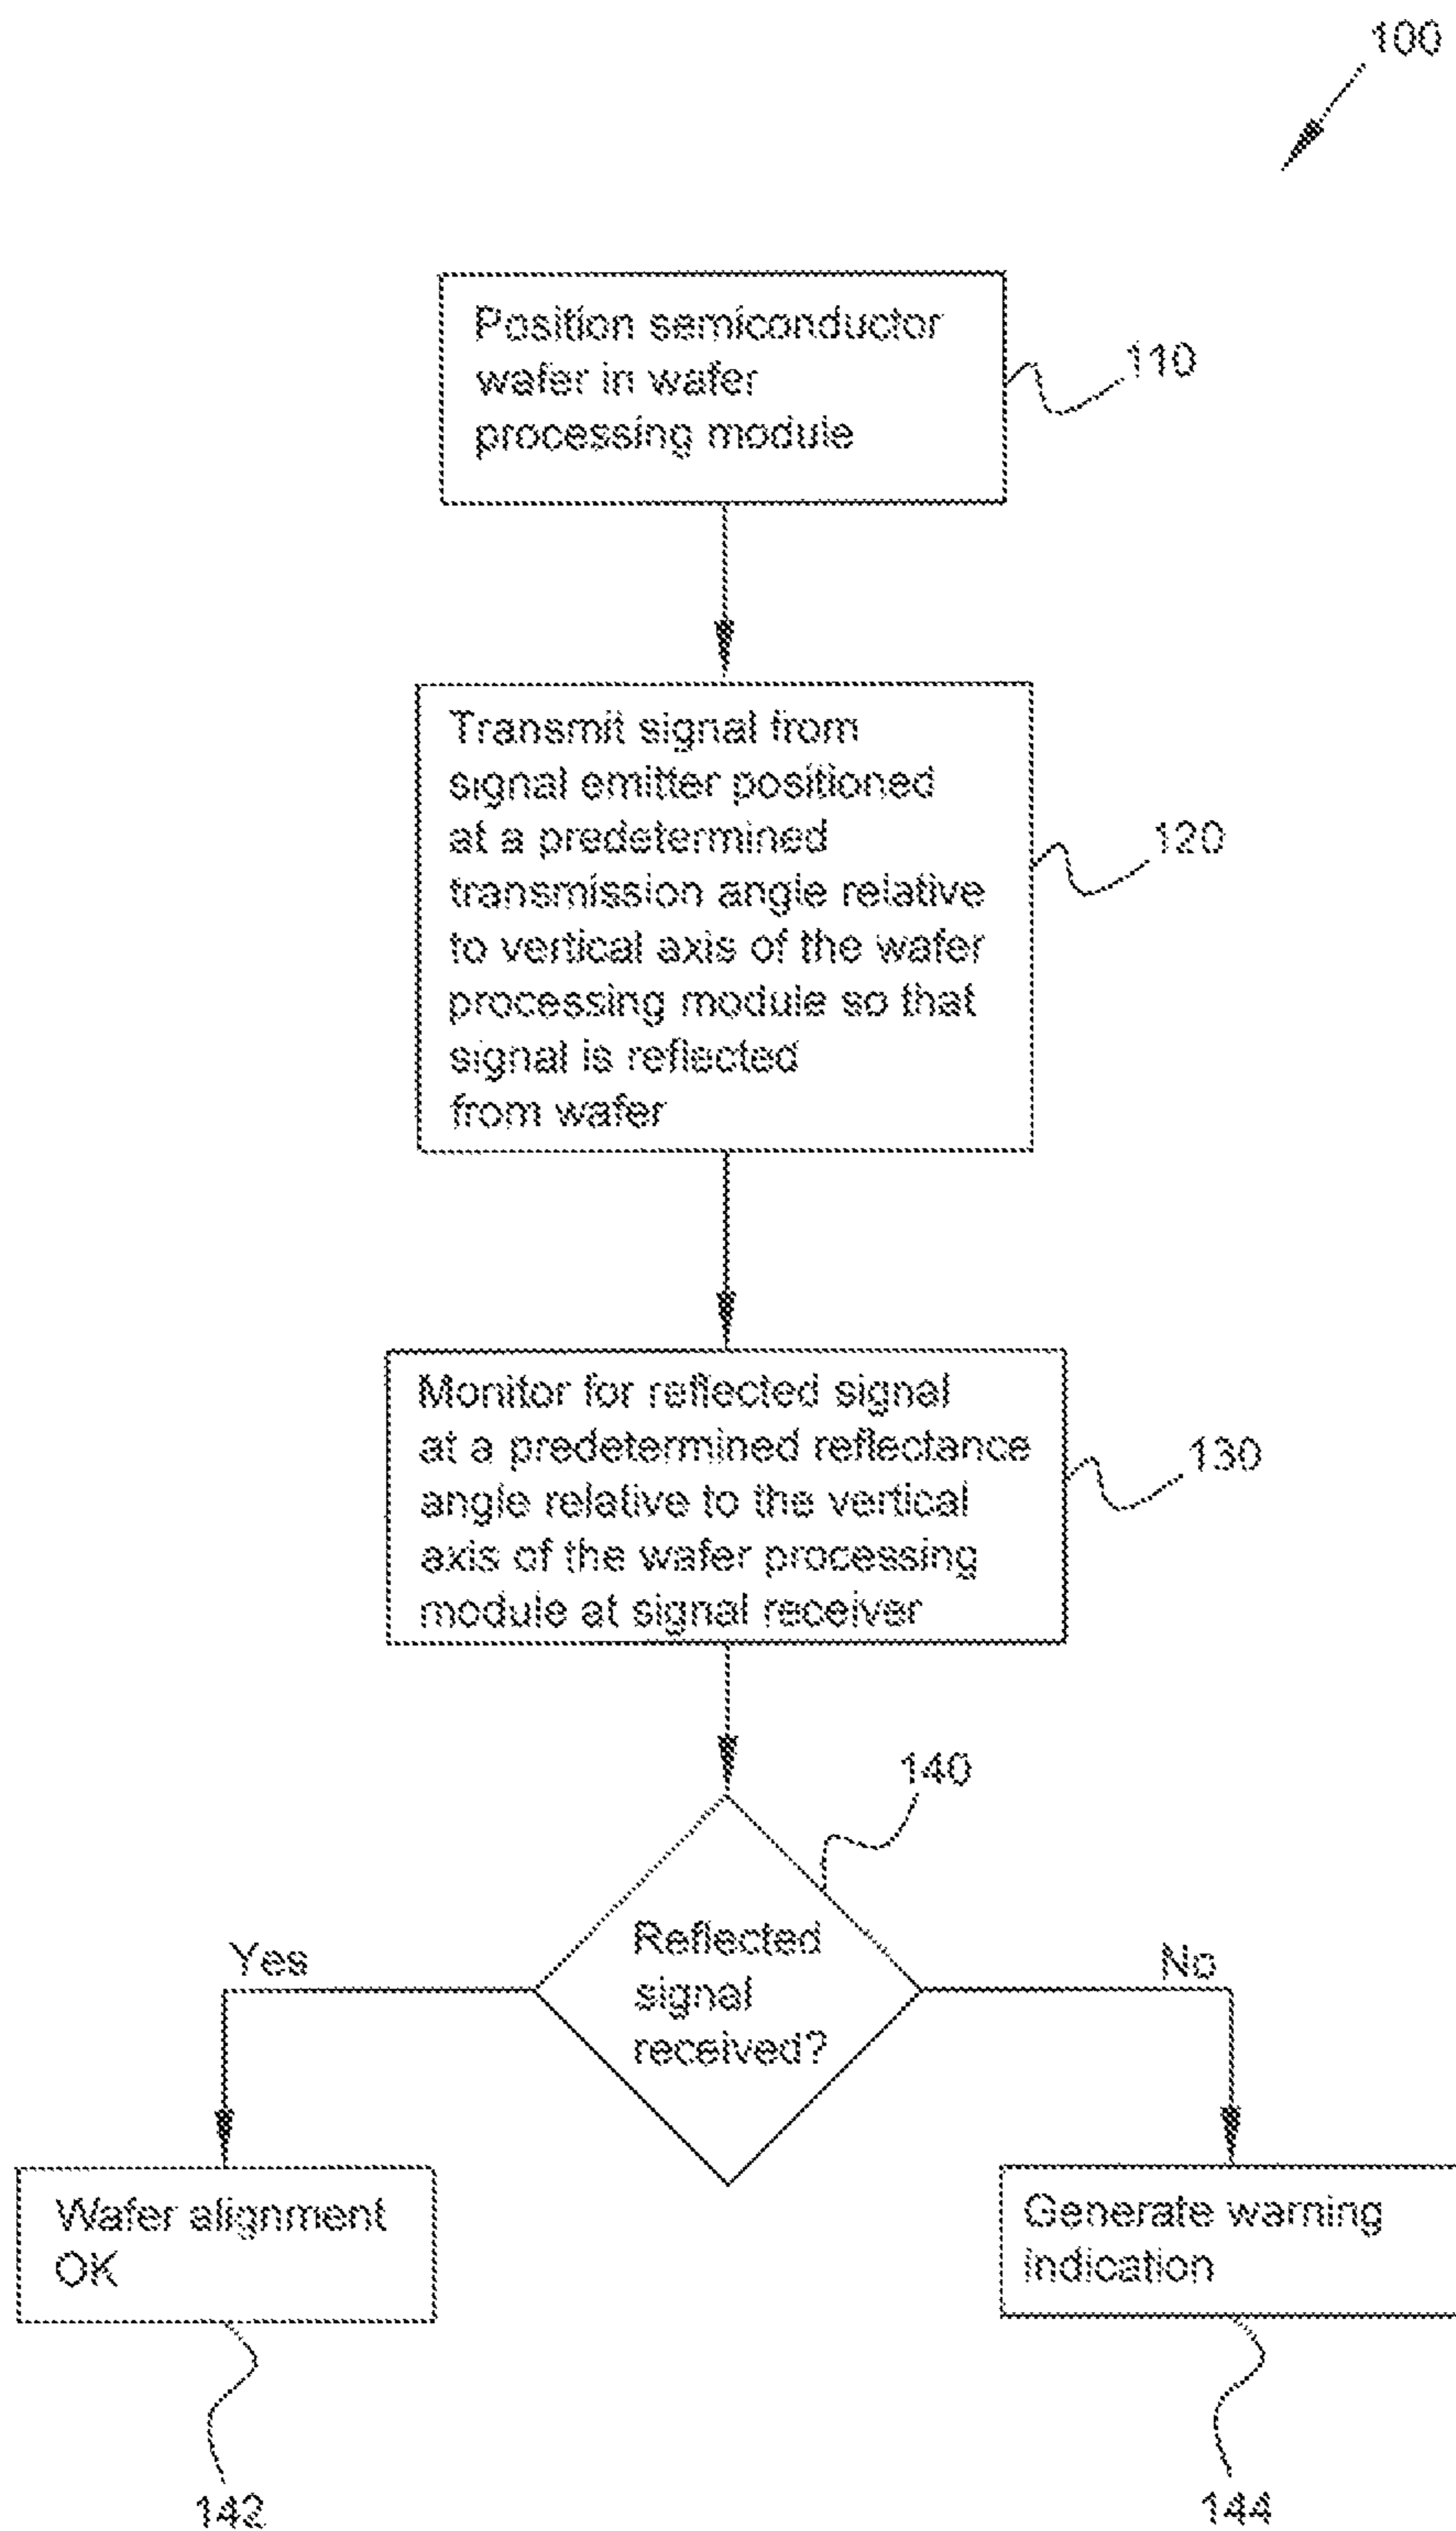 100
Position semiconductor
wafer in wafer
processing module
110
Transmit signal from
signal emitter positioned
at a predetermined
transmission angle relative
to vertical axis of the wafer
processing module so that
signal is reflected
from wafer
120
Monitor for reflected signal
at a predetermined reflectance
angle relative to the vertical
axis of the wafer processing
module at signal receiver
130
140
Reflected
signal
received?
Yes
No
Wafer alignment
OK
Generate warning
indication
142
144